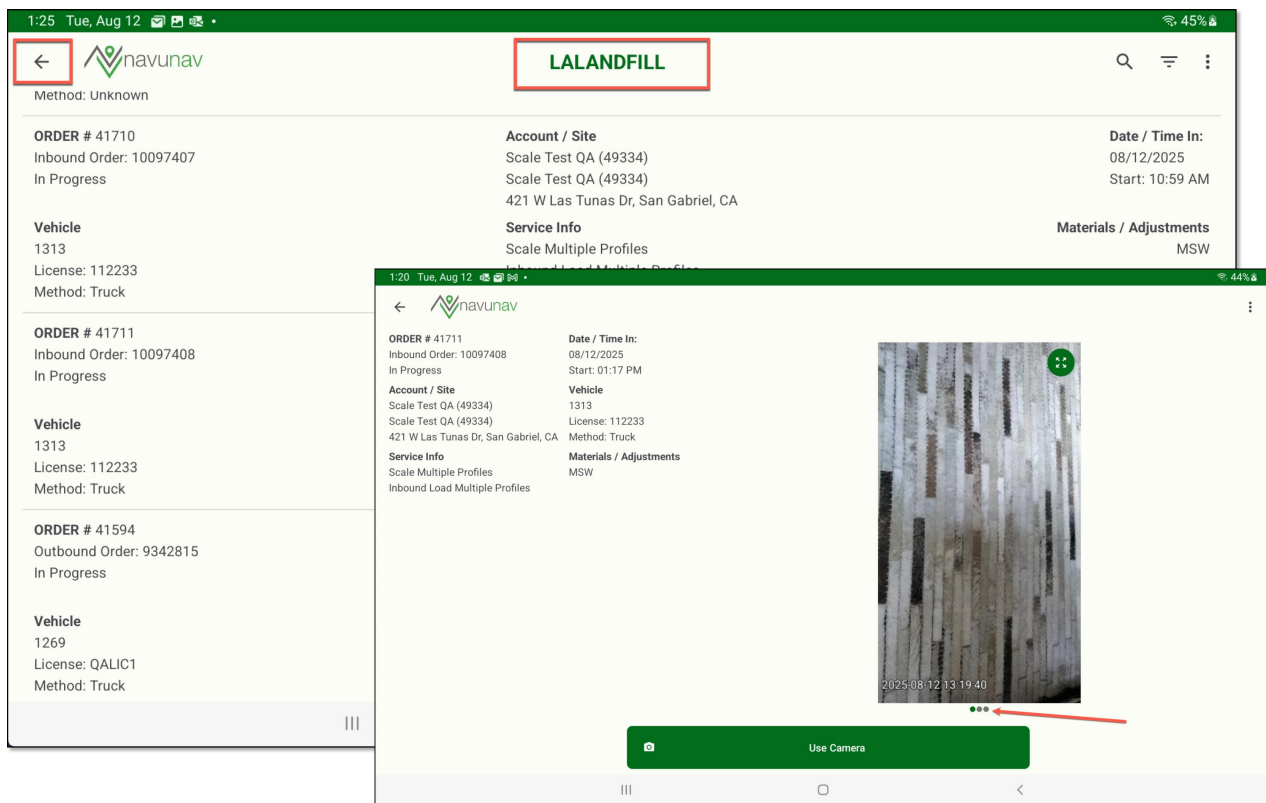 1:25 Tue, Aug 12
45%
navunav
LALANDFILL
Method: Unknown
ORDER # 41710
Inbound Order: 10097407
In Progress
Account / Site
Scale Test QA (49334)
Scale Test QA (49334)
421 W Las Tunas Dr, San Gabriel, CA
Date / Time In:
08/12/2025
Start: 10:59 AM
Vehicle
1313
License: 112233
Method: Truck
Service Info
Scale Multiple Profiles
Inbound Load Multiple Profiles
Materials / Adjustments
MSW
ORDER # 41711
Inbound Order: 10097408
In Progress
Vehicle
1313
License: 112233
Method: Truck
ORDER # 41594
Outbound Order: 9342815
In Progress
Vehicle
1269
License: QALIC1
Method: Truck
1:20 Tue, Aug 12
44%
navunav
ORDER # 41711
Inbound Order: 10097408
In Progress
Date / Time In:
08/12/2025
Start: 01:17 PM
Account / Site
Scale Test QA (49334)
Scale Test QA (49334)
421 W Las Tunas Dr, San Gabriel, CA
Vehicle
1313
License: 112233
Method: Truck
Service Info
Scale Multiple Profiles
Inbound Load Multiple Profiles
Materials / Adjustments
MSW
2025-08-12 13:19:40
Use Camera